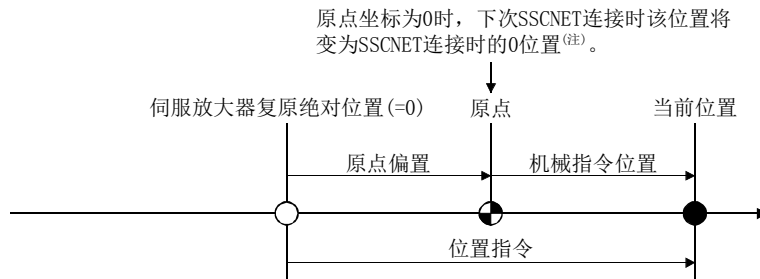 原点坐标为0时，下次SSCNET连接时该位置将
变为SSCNET连接时的0位置(注)。
伺服放大器复原绝对位置(=0)
原点
当前位置
原点偏置
机械指令位置
位置指令